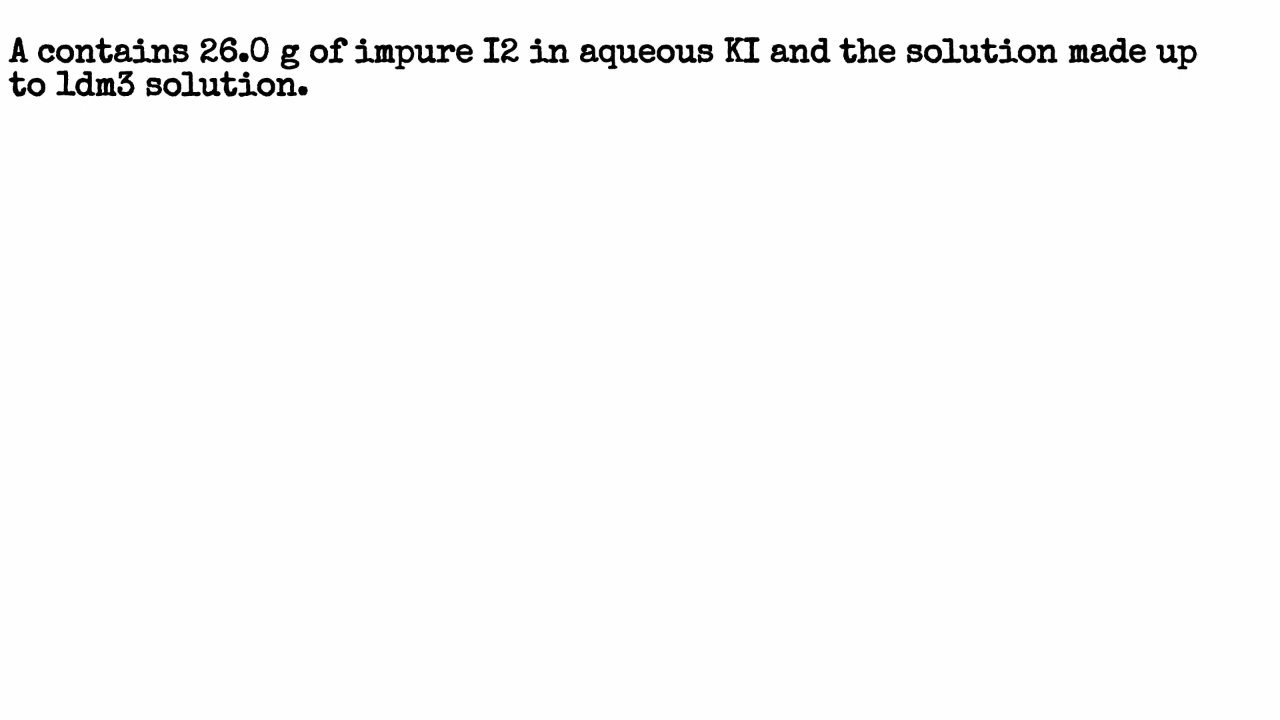 A contains 26.0 g of impure I2 in aqueous KI and the solution made up
to 1dm3 solution.